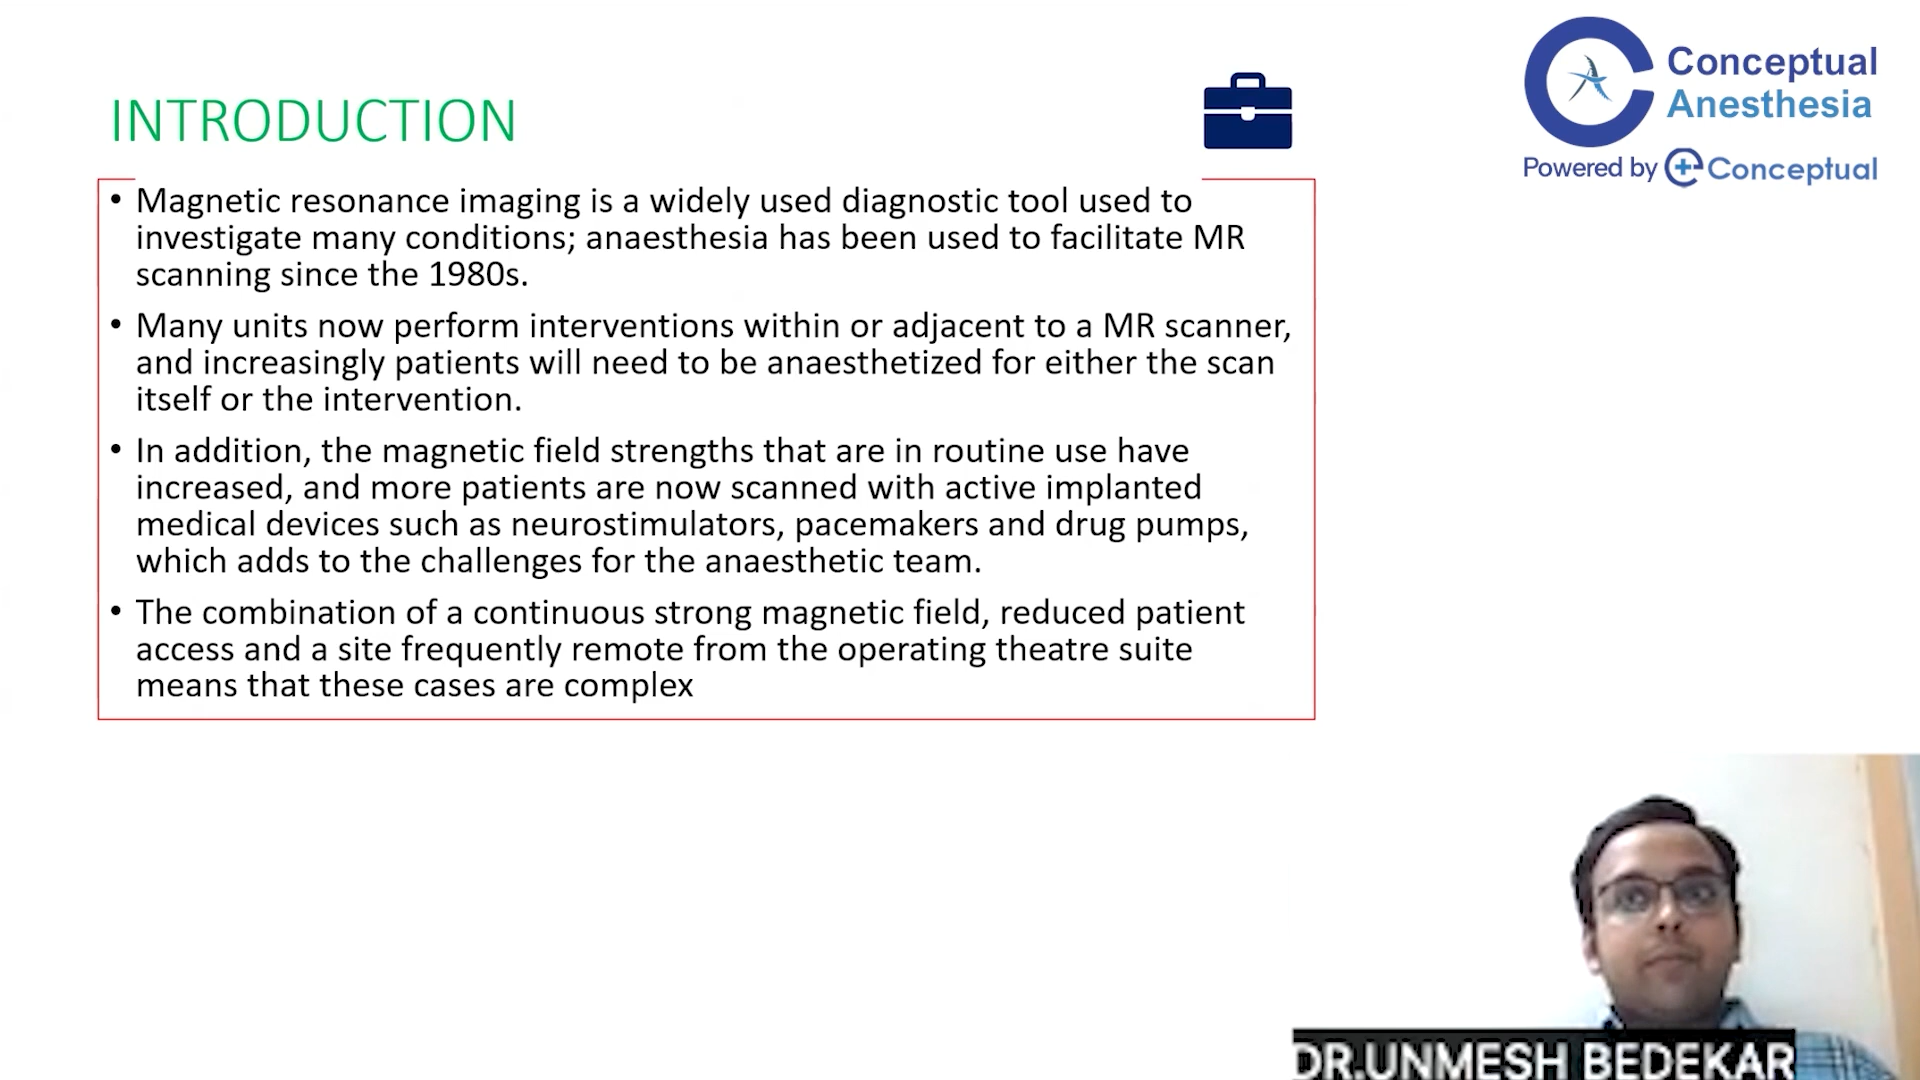 INTRODUCTION
Conceptual
Anesthesia
Powered by e Conceptual
• Magnetic resonance imaging is a widely used diagnostic tool used to
investigate many conditions; anaesthesia has been used to facilitate MR
scanning since the 1980s.
• Many units now perform interventions within or adjacent to a MR scanner,
and increasingly patients will need to be anaesthetized for either the scan
itself or the intervention.
• In addition, the magnetic field strengths that are in routine use have
increased, and more patients are now scanned with active implanted
medical devices such as neurostimulators, pacemakers and drug pumps,
which adds to the challenges for the anaesthetic team.
• The combination of a continuous strong magnetic field, reduced patient
access and a site frequently remote from the operating theatre suite
means that these cases are complex
DR.UNMESH BEDEKAR